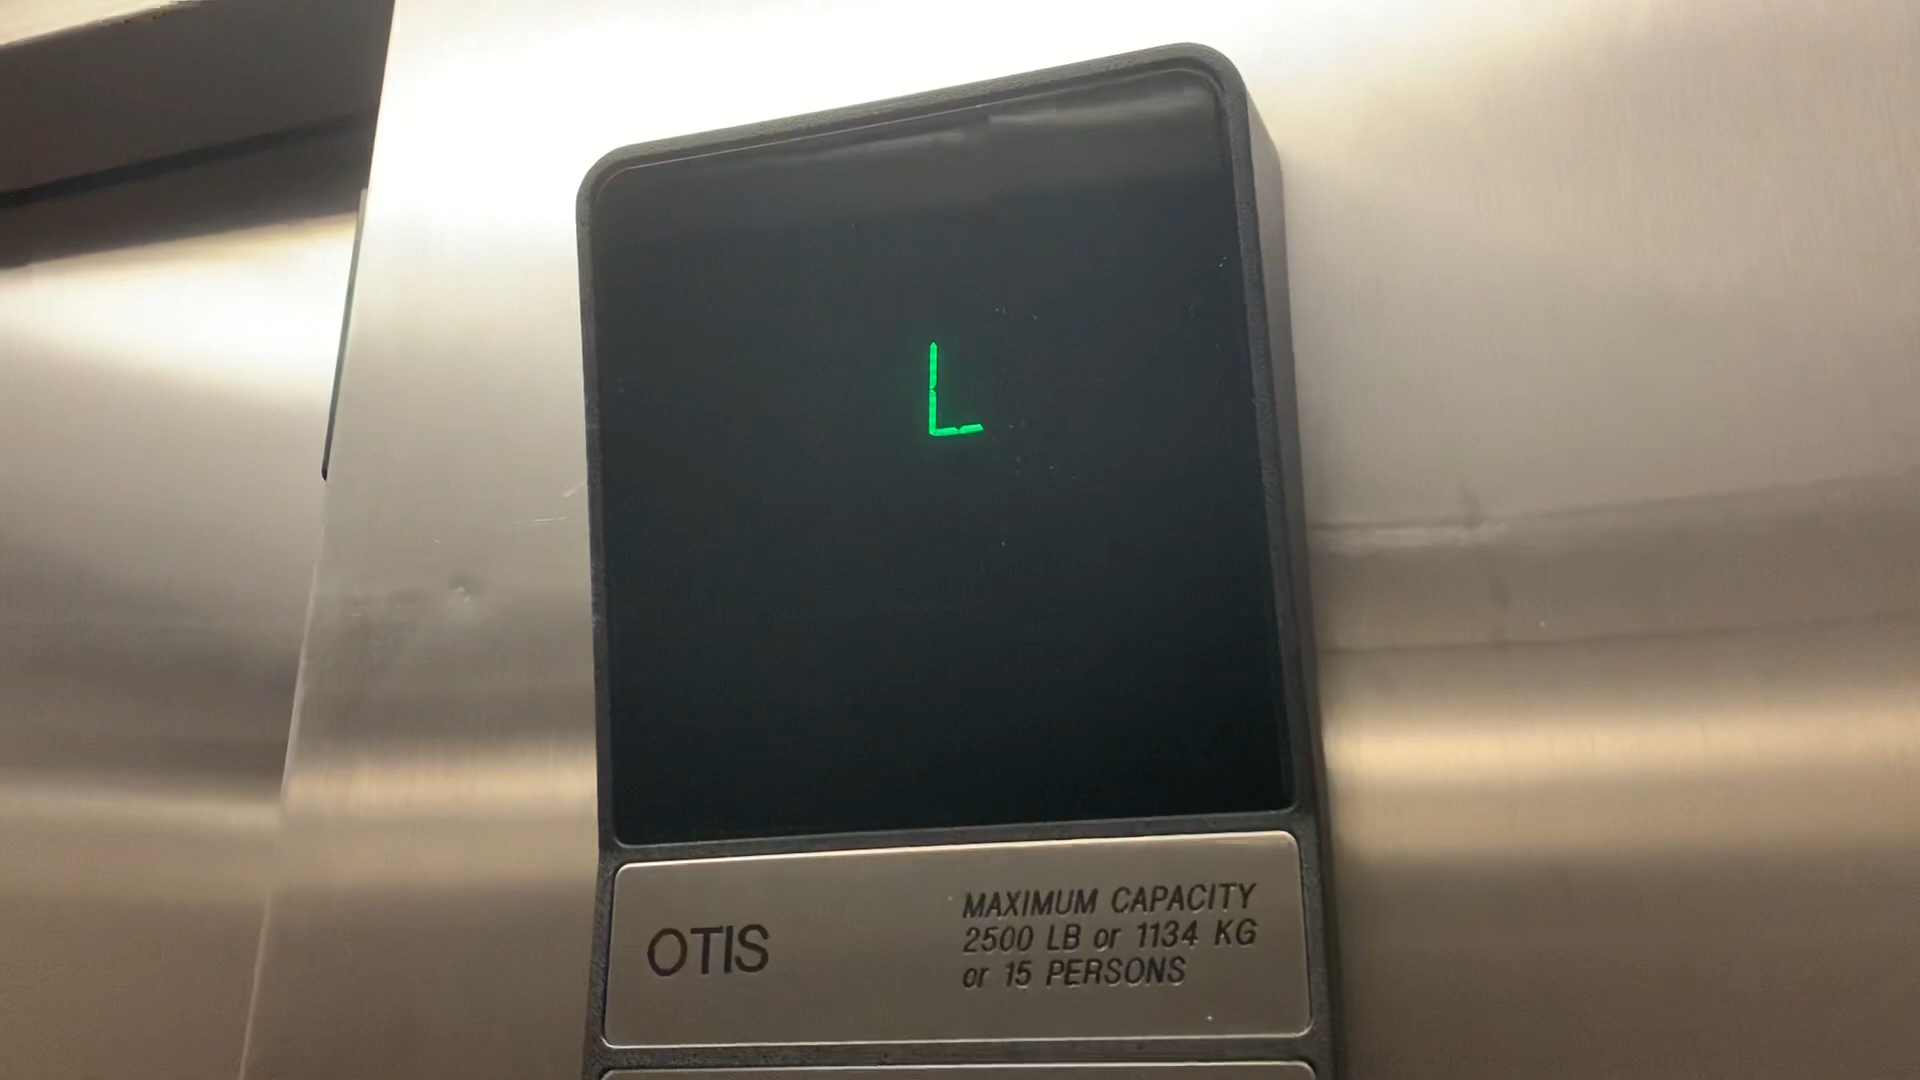 L
OTIS
MAXIMUM CAPACITY
2500 LB or 1134 KG
or 15 PERSONS